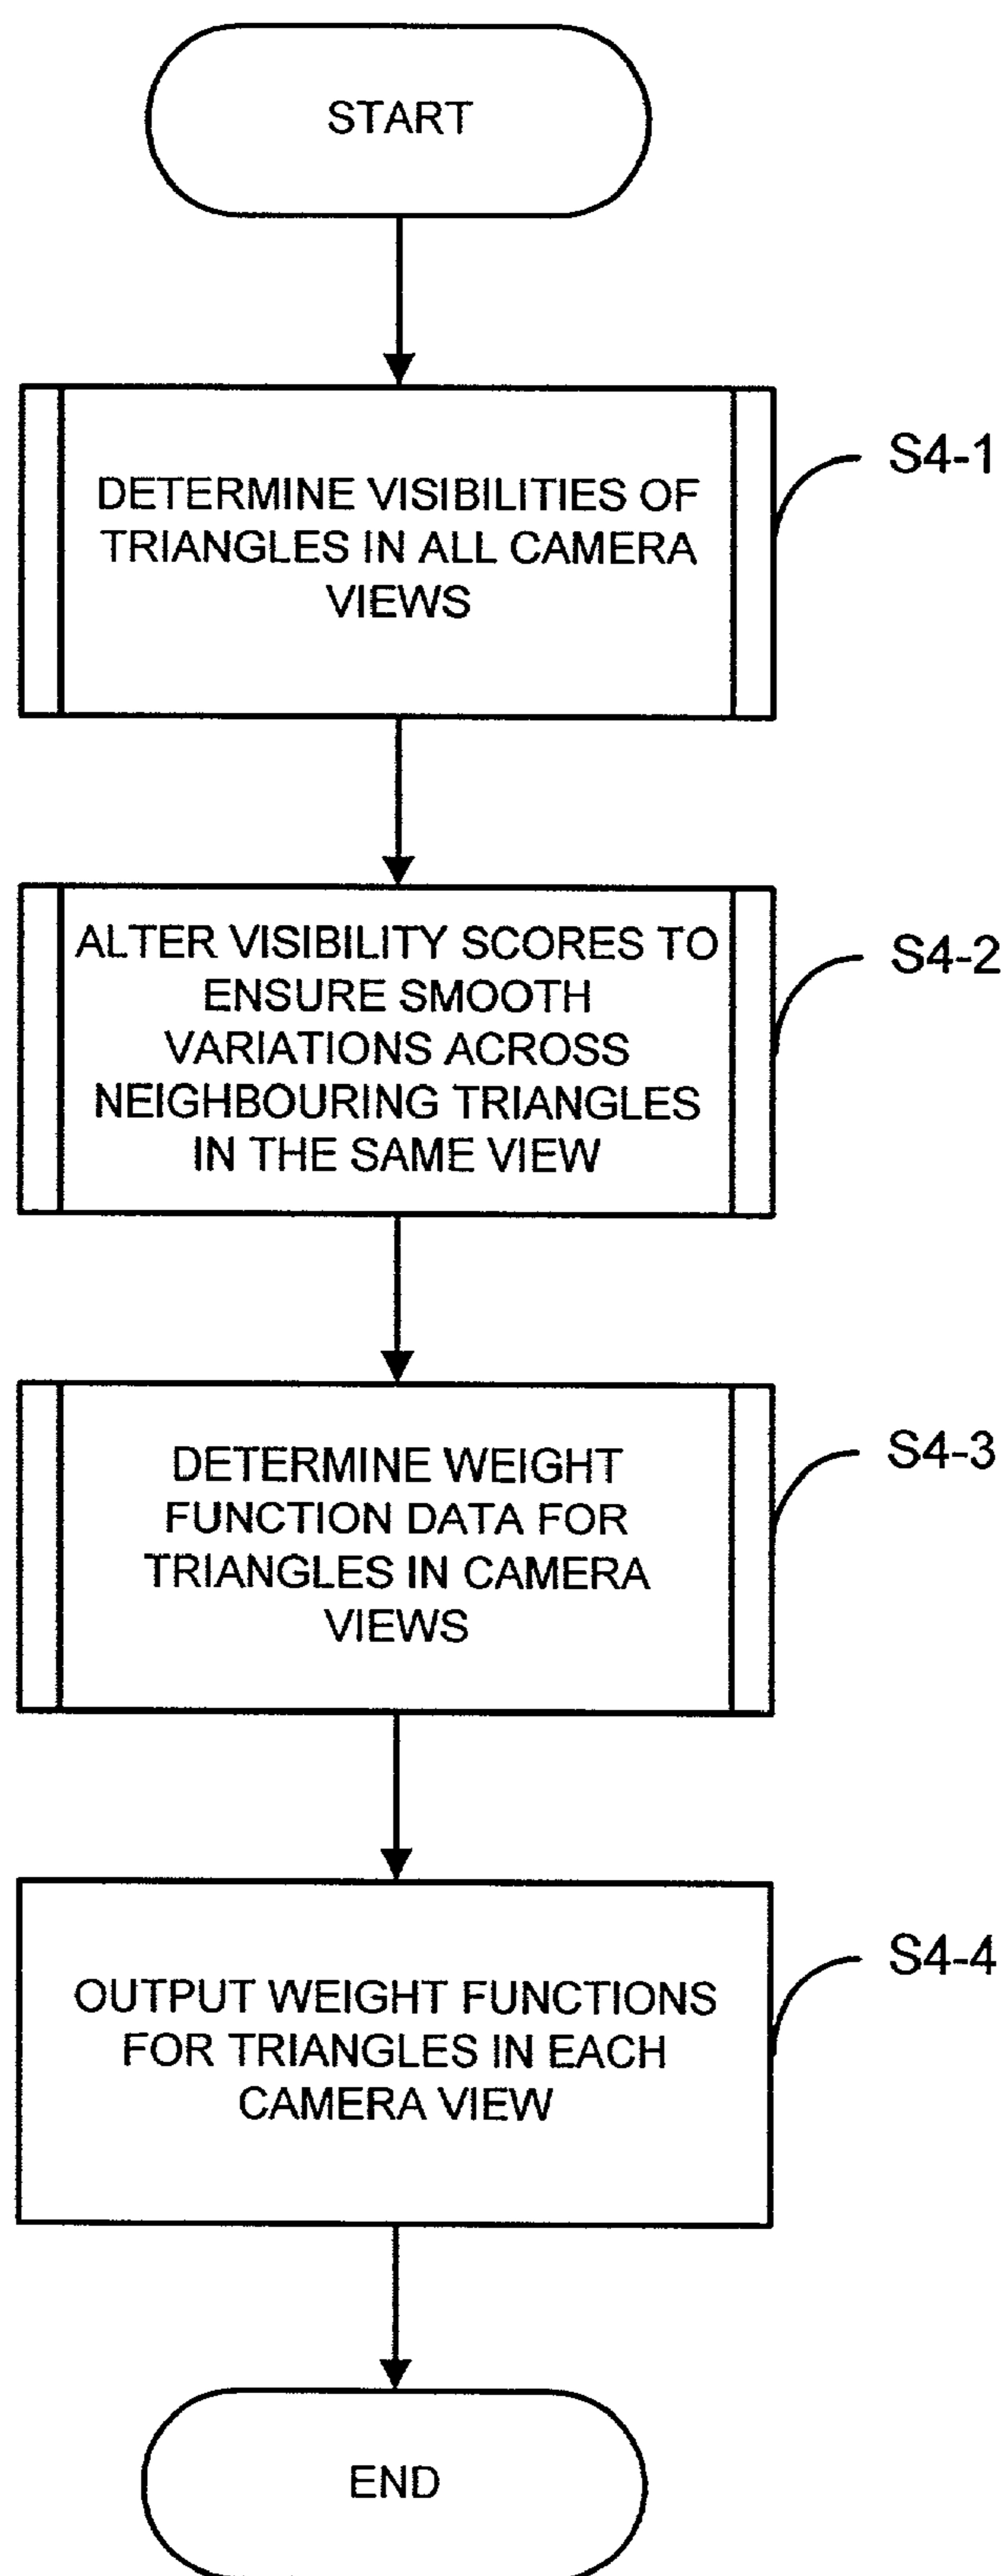 START
DETERMINE VISIBILITIES OF
TRIANGLES IN ALL CAMERA
VIEWS
S4-1
ALTER VISIBILITY SCORES TO
ENSURE SMOOTH
VARIATIONS ACROSS
NEIGHBOURING TRIANGLES
IN THE SAME VIEW
S4-2
DETERMINE WEIGHT
FUNCTION DATA FOR
TRIANGLES IN CAMERA
VIEWS
S4-3
OUTPUT WEIGHT FUNCTIONS
FOR TRIANGLES IN EACH
CAMERA VIEW
S4-4
END